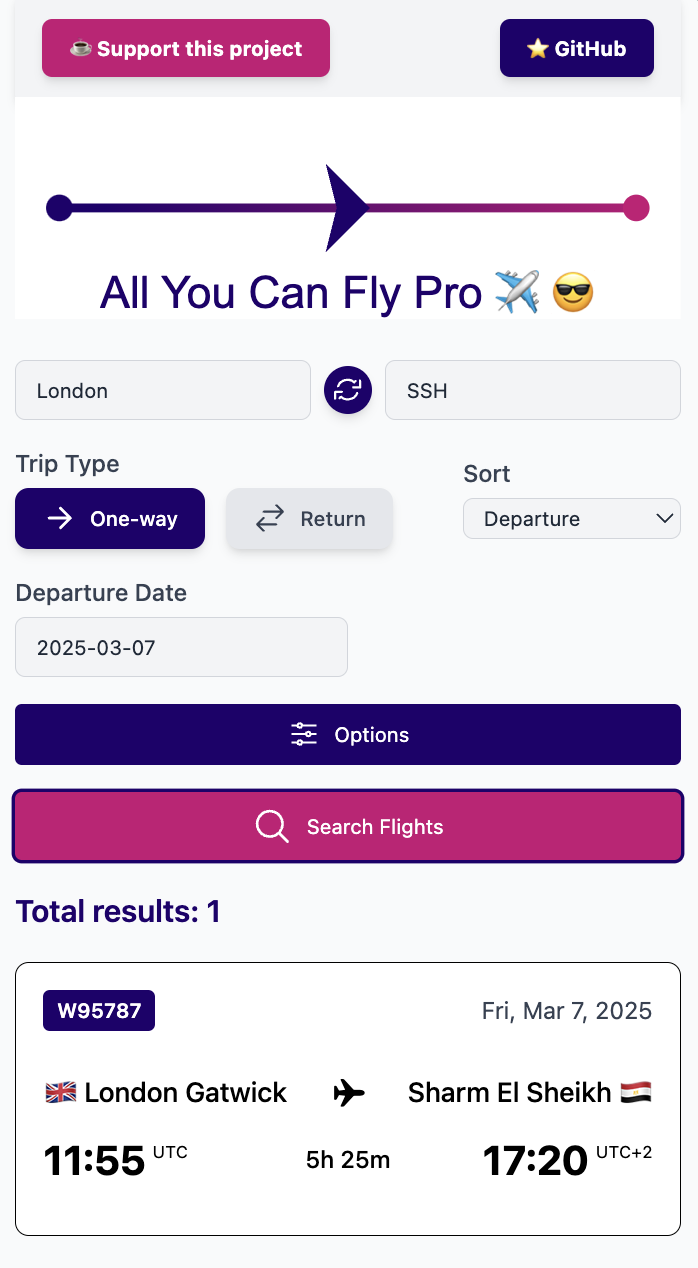 ☕ Support this project
⭐ GitHub
All You Can Fly Pro ✈️ 😎
London
SSH
Trip Type
Sort
One-way
Return
Departure
Departure Date
2025-03-07
Options
Search Flights
Total results: 1
W95787
Fri, Mar 7, 2025
🇬🇧 London Gatwick
Sharm El Sheikh 🇪🇬
11:55 UTC
5h 25m
17:20 UTC+2